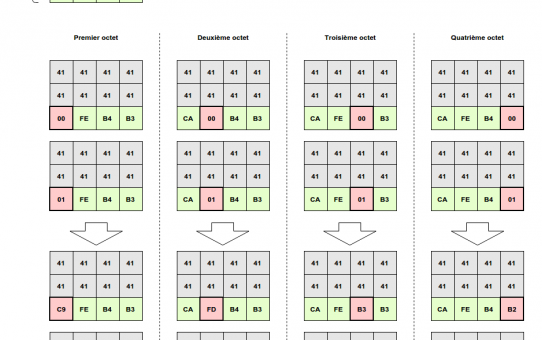 Premier octet Deuxième octet Troisième octet Quatrième octet
41 41 41 41 41 41 41 41 41 41 41 41 41 41 41 41
41 41 41 41 41 41 41 41 41 41 41 41 41 41 41 41
00 FE B4 B3 CA 00 B4 B3 CA FE 00 B3 CA FE B4 00
41 41 41 41 41 41 41 41 41 41 41 41 41 41 41 41
41 41 41 41 41 41 41 41 41 41 41 41 41 41 41 41
01 FE B4 B3 CA 01 B4 B3 CA FE 01 B3 CA FE B4 01
41 41 41 41 41 41 41 41 41 41 41 41 41 41 41 41
41 41 41 41 41 41 41 41 41 41 41 41 41 41 41 41
C9 FE B4 B3 CA FD B4 B3 CA FE B3 B3 CA FE B4 B2